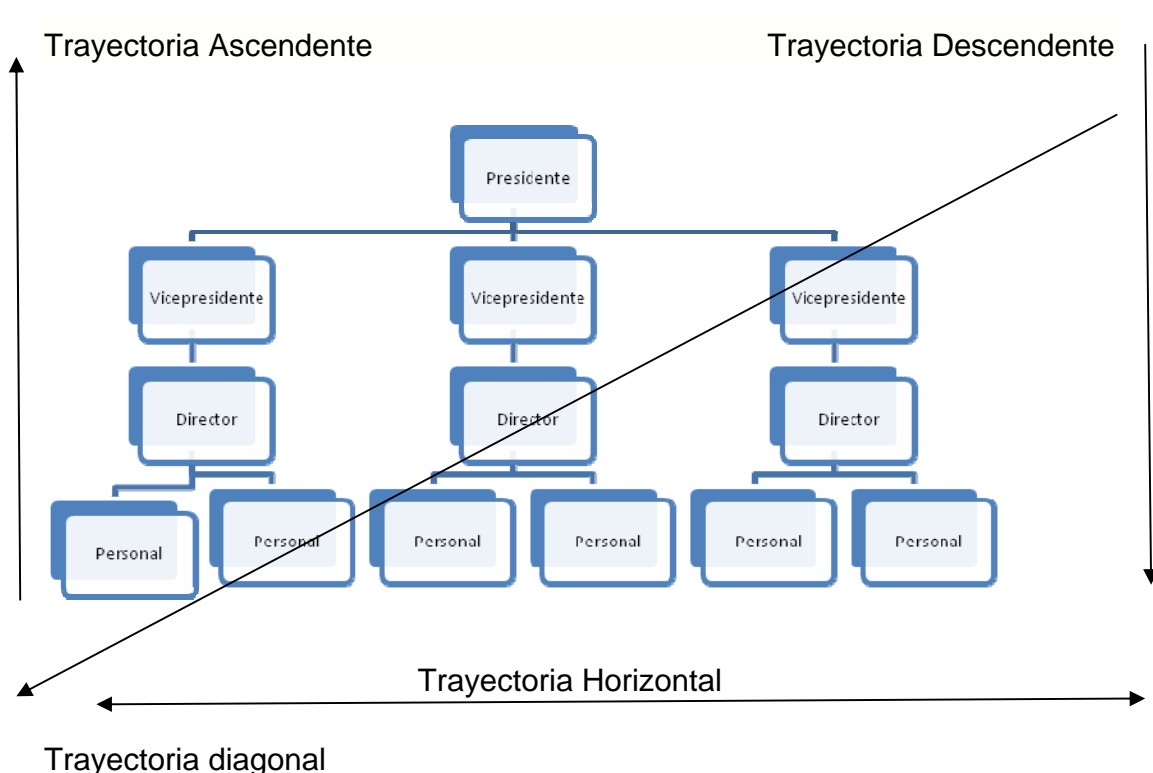 Trayectoria Ascendente
Trayectoria Descendente
Presidente
Vicepresidente
Vicepresidente
Vicepresidente
Director
Director
Director
Personal
Personal
Personal
Personal
Personal
Personal
Trayectoria Horizontal
Trayectoria diagonal